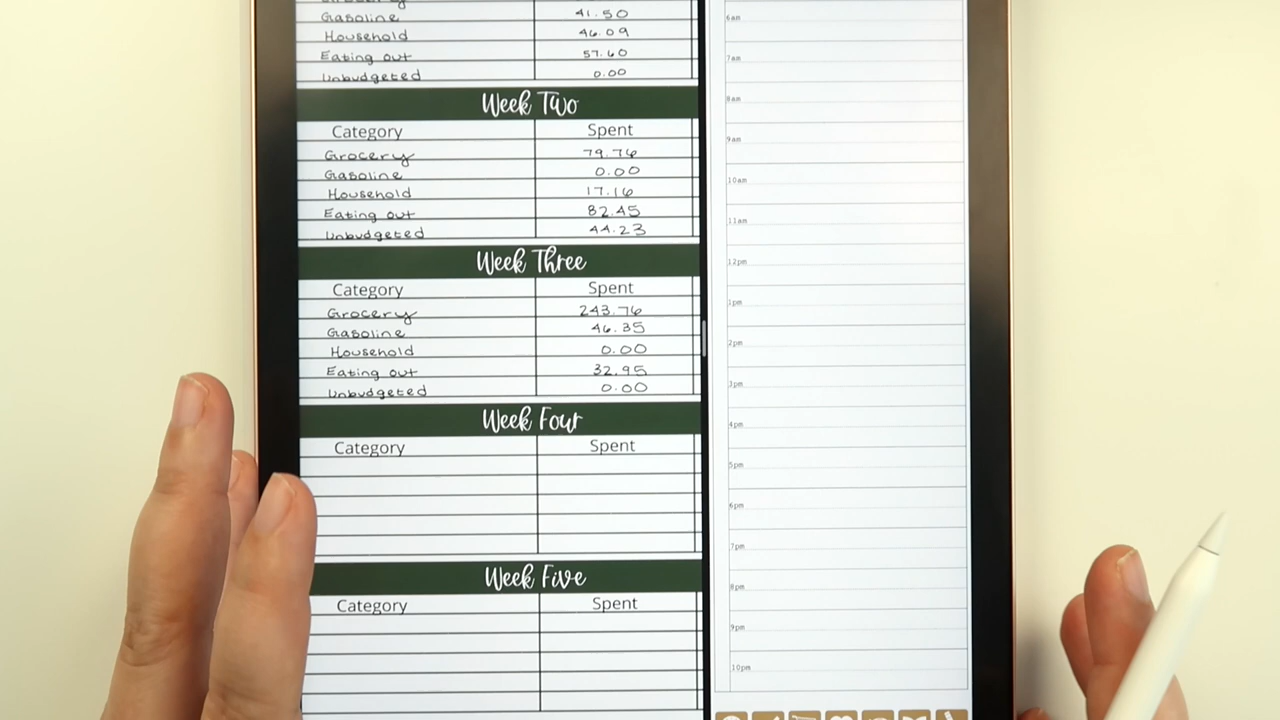 Gasoline 41.50
Household 46.09
Eating out 57.60
Unbudgeted 0.00
Week Two
Category Spent
Grocery 79.76
Gasoline 0.00
Household 17.16
Eating out 82.45
Unbudgeted 44.23
Week Three
Category Spent
Grocery 243.76
Gasoline 46.35
Household 0.00
Eating out 32.95
Unbudgeted 0.00
Week Four
Category Spent
Week Five
Category Spent
6am
7am
8am
9am
10am
11am
12pm
1pm
2pm
3pm
4pm
5pm
6pm
7pm
8pm
9pm
10pm